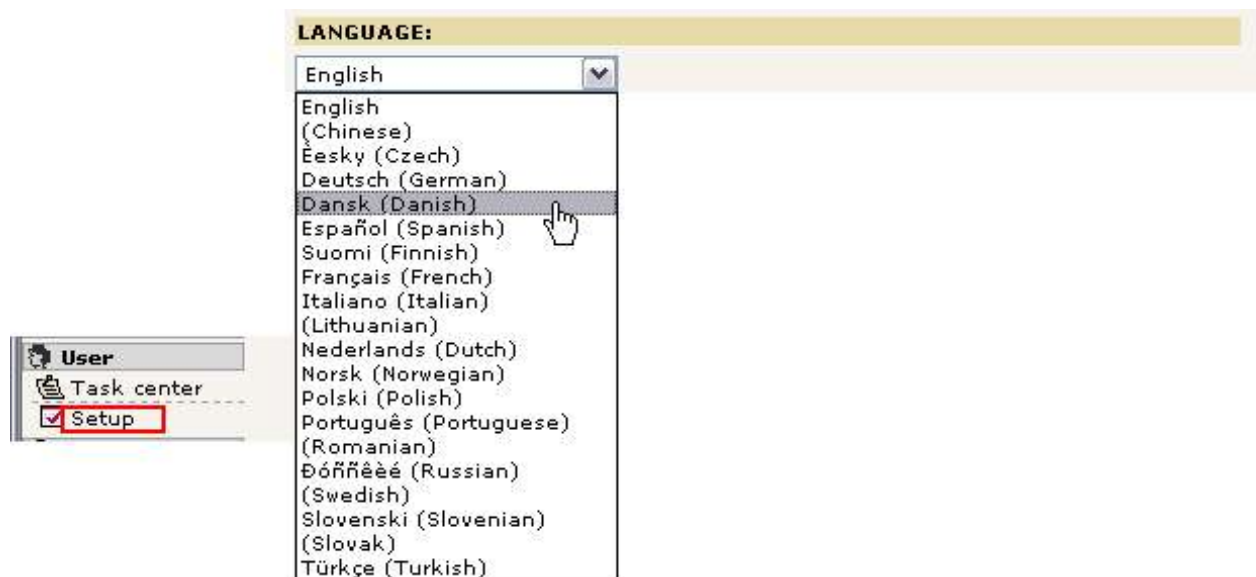 LANGUAGE:
English
English
(Chinese)
Èesky (Czech)
Deutsch (German)
Dansk (Danish)
Español (Spanish)
Suomi (Finnish)
Français (French)
Italiano (Italian)
(Lithuanian)
Nederlands (Dutch)
Norsk (Norwegian)
Polski (Polish)
Português (Portuguese)
(Romanian)
Ðóññêèé (Russian)
(Swedish)
Slovenski (Slovenian)
(Slovak)
Türkçe (Turkish)
User
Task center
Setup